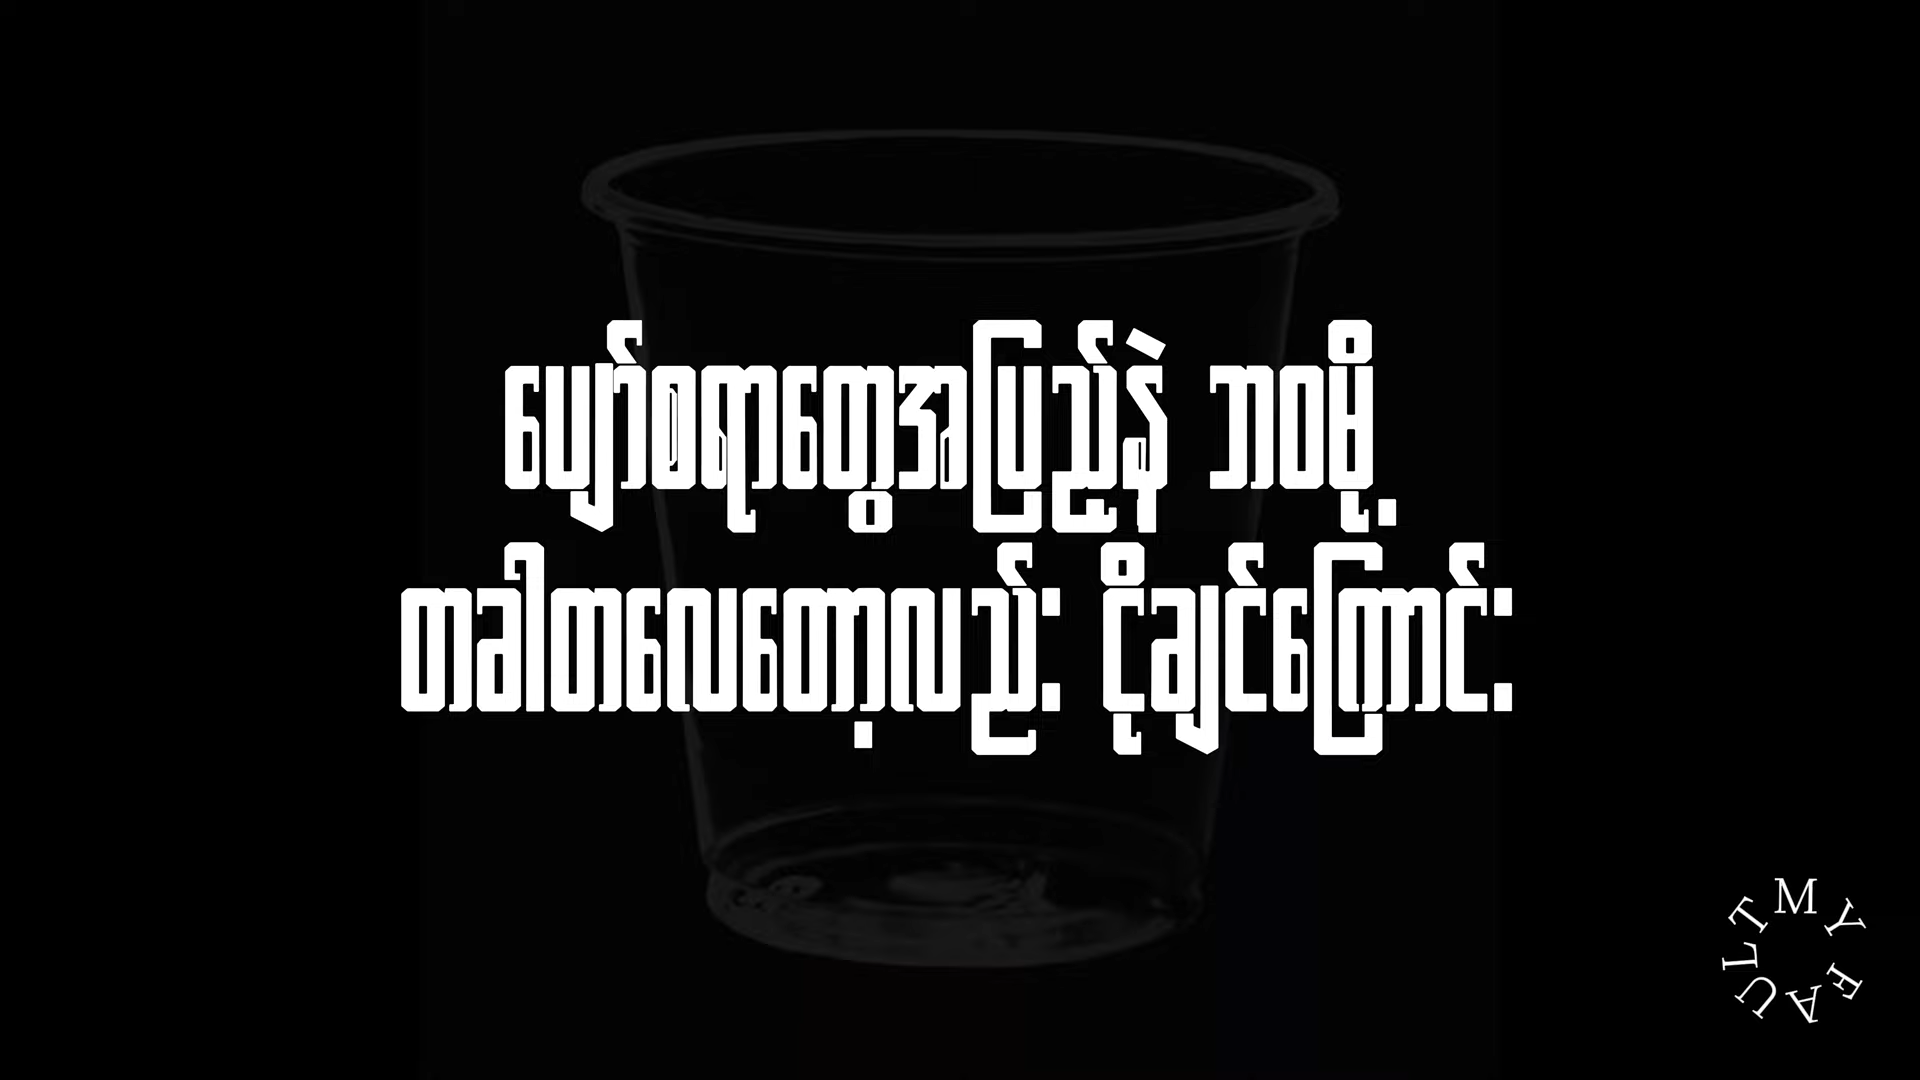 ပျော်စရာတွေအပြည့်နဲ့ ဘဝမို့
တခါတလေတော့လည်း ငိုချင်ကြောင်း
MY FAULT